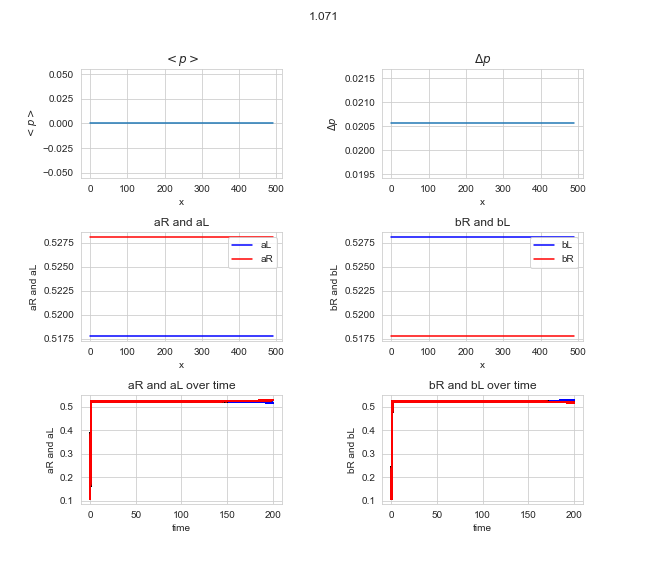 1.071
< p >
Δp
0.050
0.025
0.000
−0.025
−0.050
< p >
0 100 200 300 400 500
x
0.0215
0.0210
0.0205
0.0200
0.0195
Δp
0 100 200 300 400 500
x
aR and aL
bR and bL
0.5275
0.5250
0.5225
0.5200
0.5175
aR and aL
aL
aR
0 100 200 300 400 500
x
0.5275
0.5250
0.5225
0.5200
0.5175
bR and bL
bL
bR
0 100 200 300 400 500
x
aR and aL over time
bR and bL over time
0.5
0.4
0.3
0.2
0.1
aR and aL
0 50 100 150 200
time
0.5
0.4
0.3
0.2
0.1
bR and bL
0 50 100 150 200
time